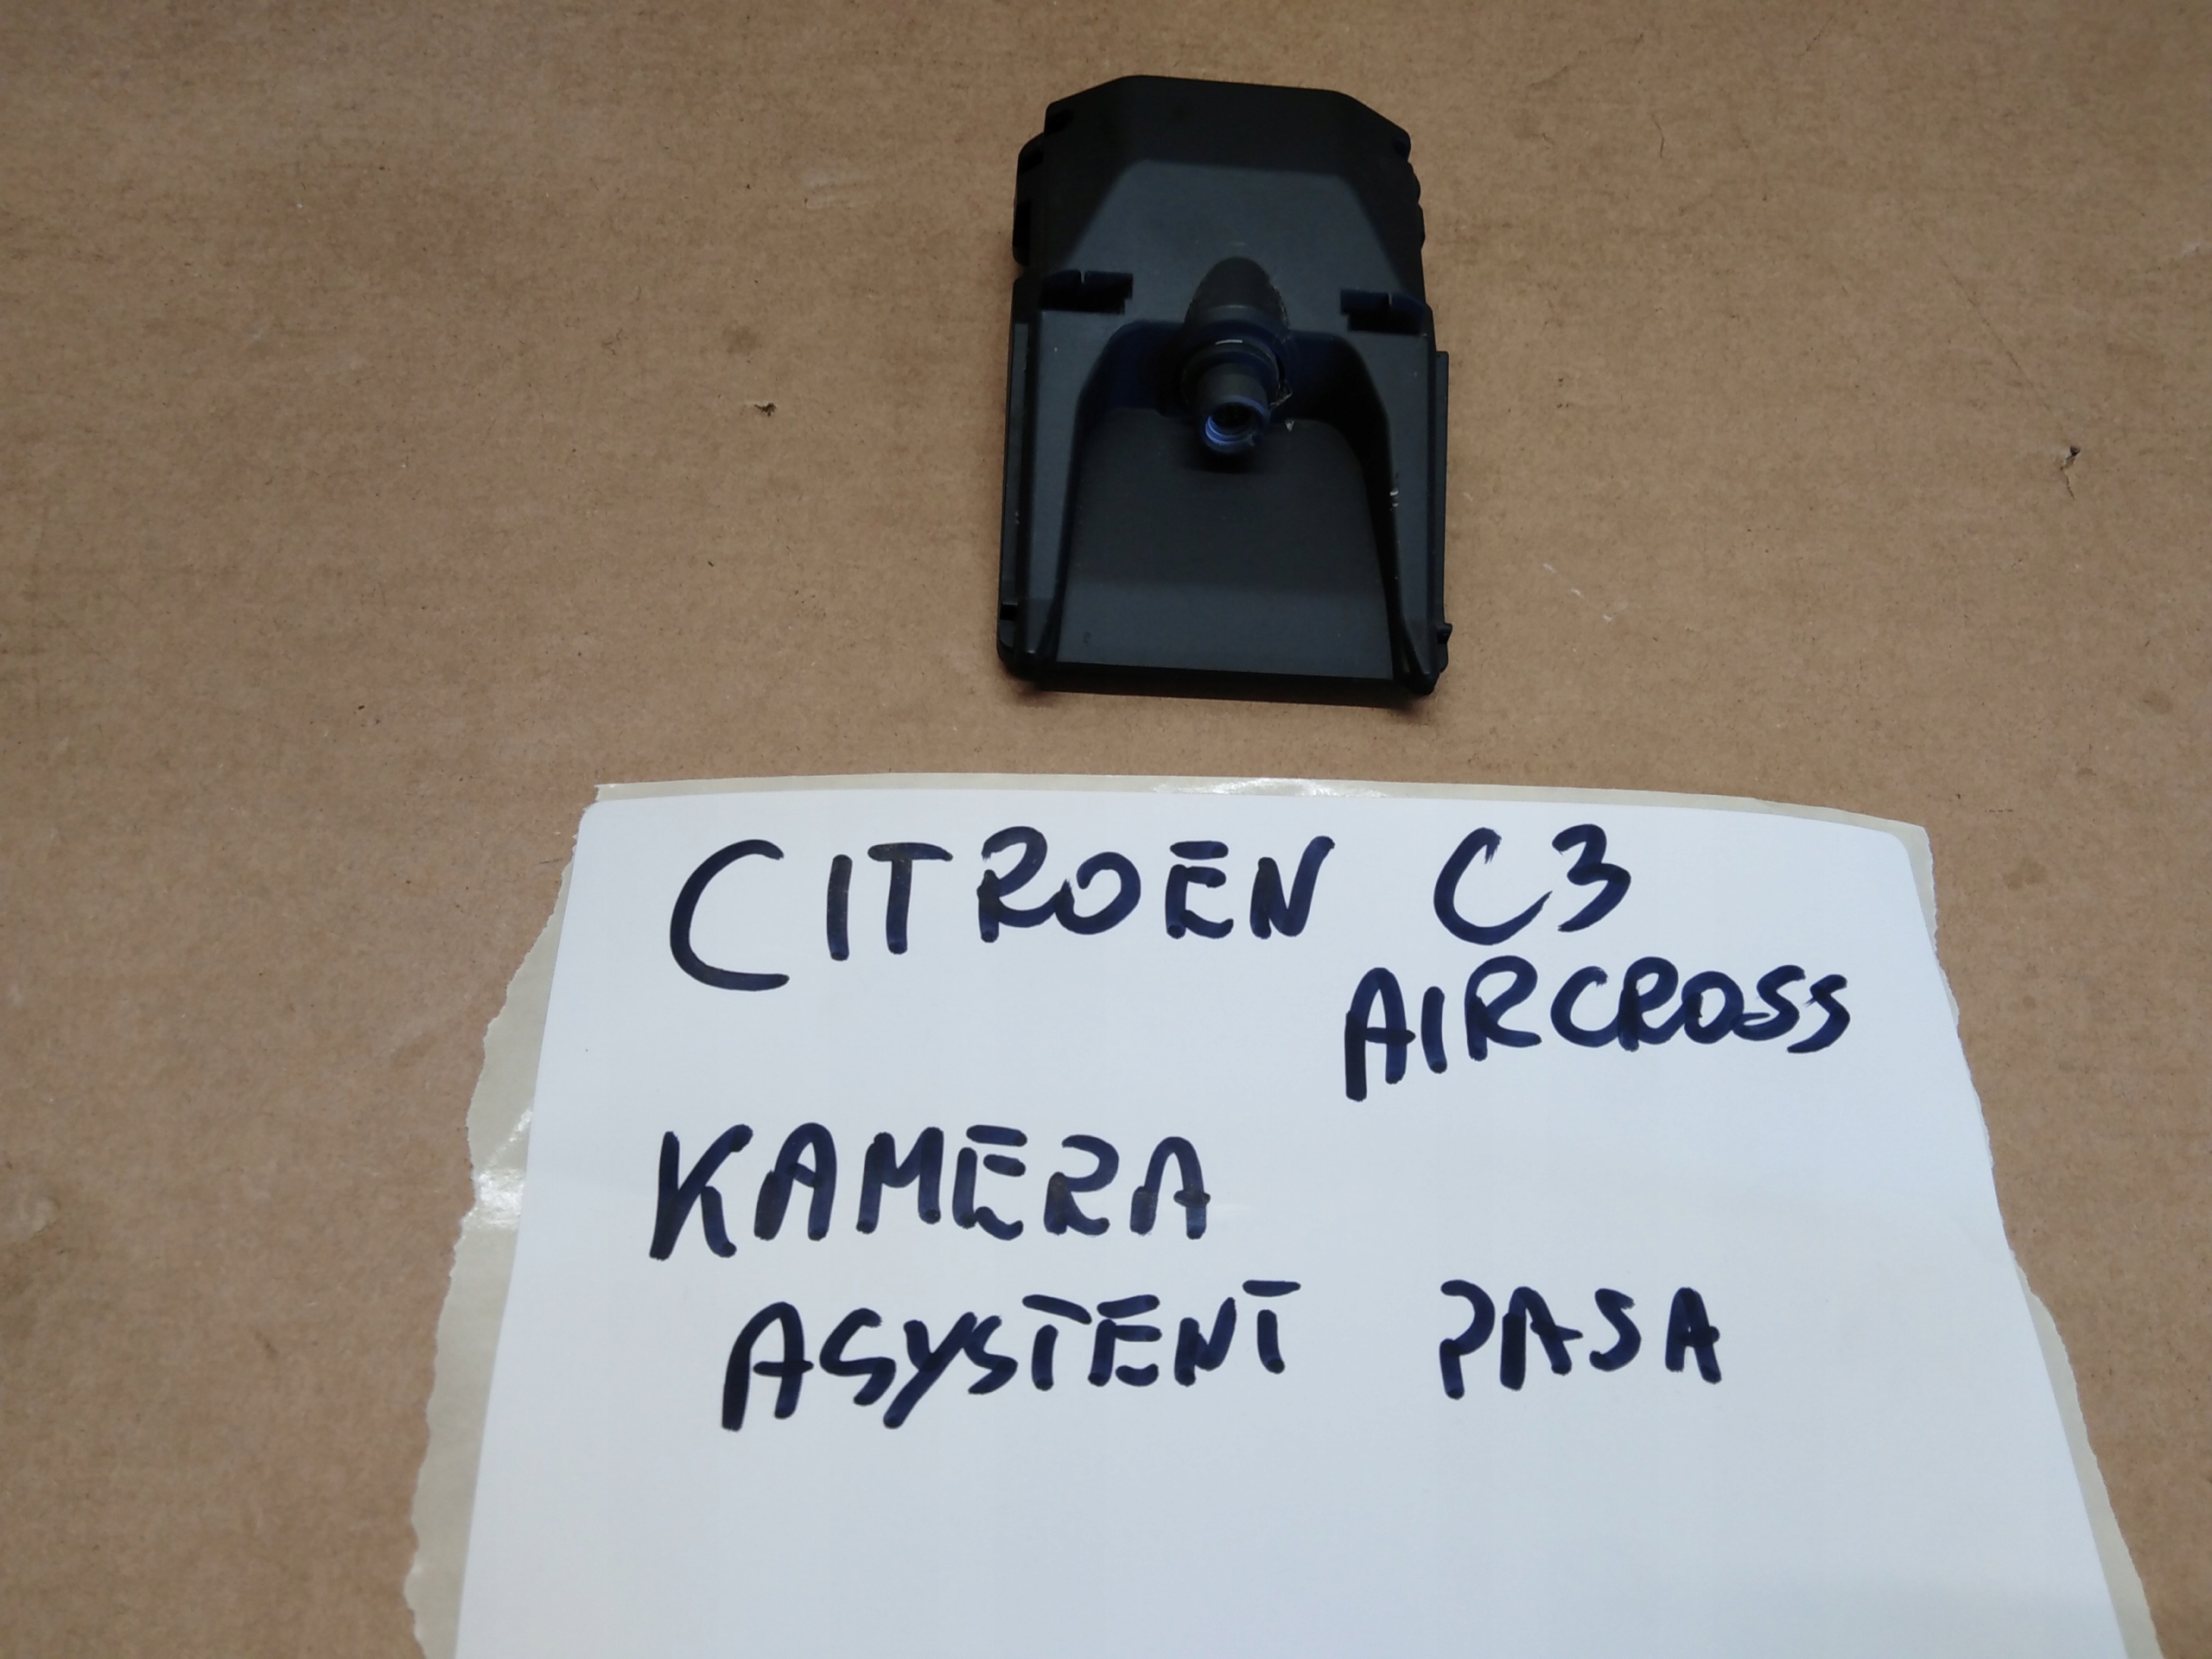 CITROEN C3
AIRCROSS
KAMERA
ASYSTENT PASA